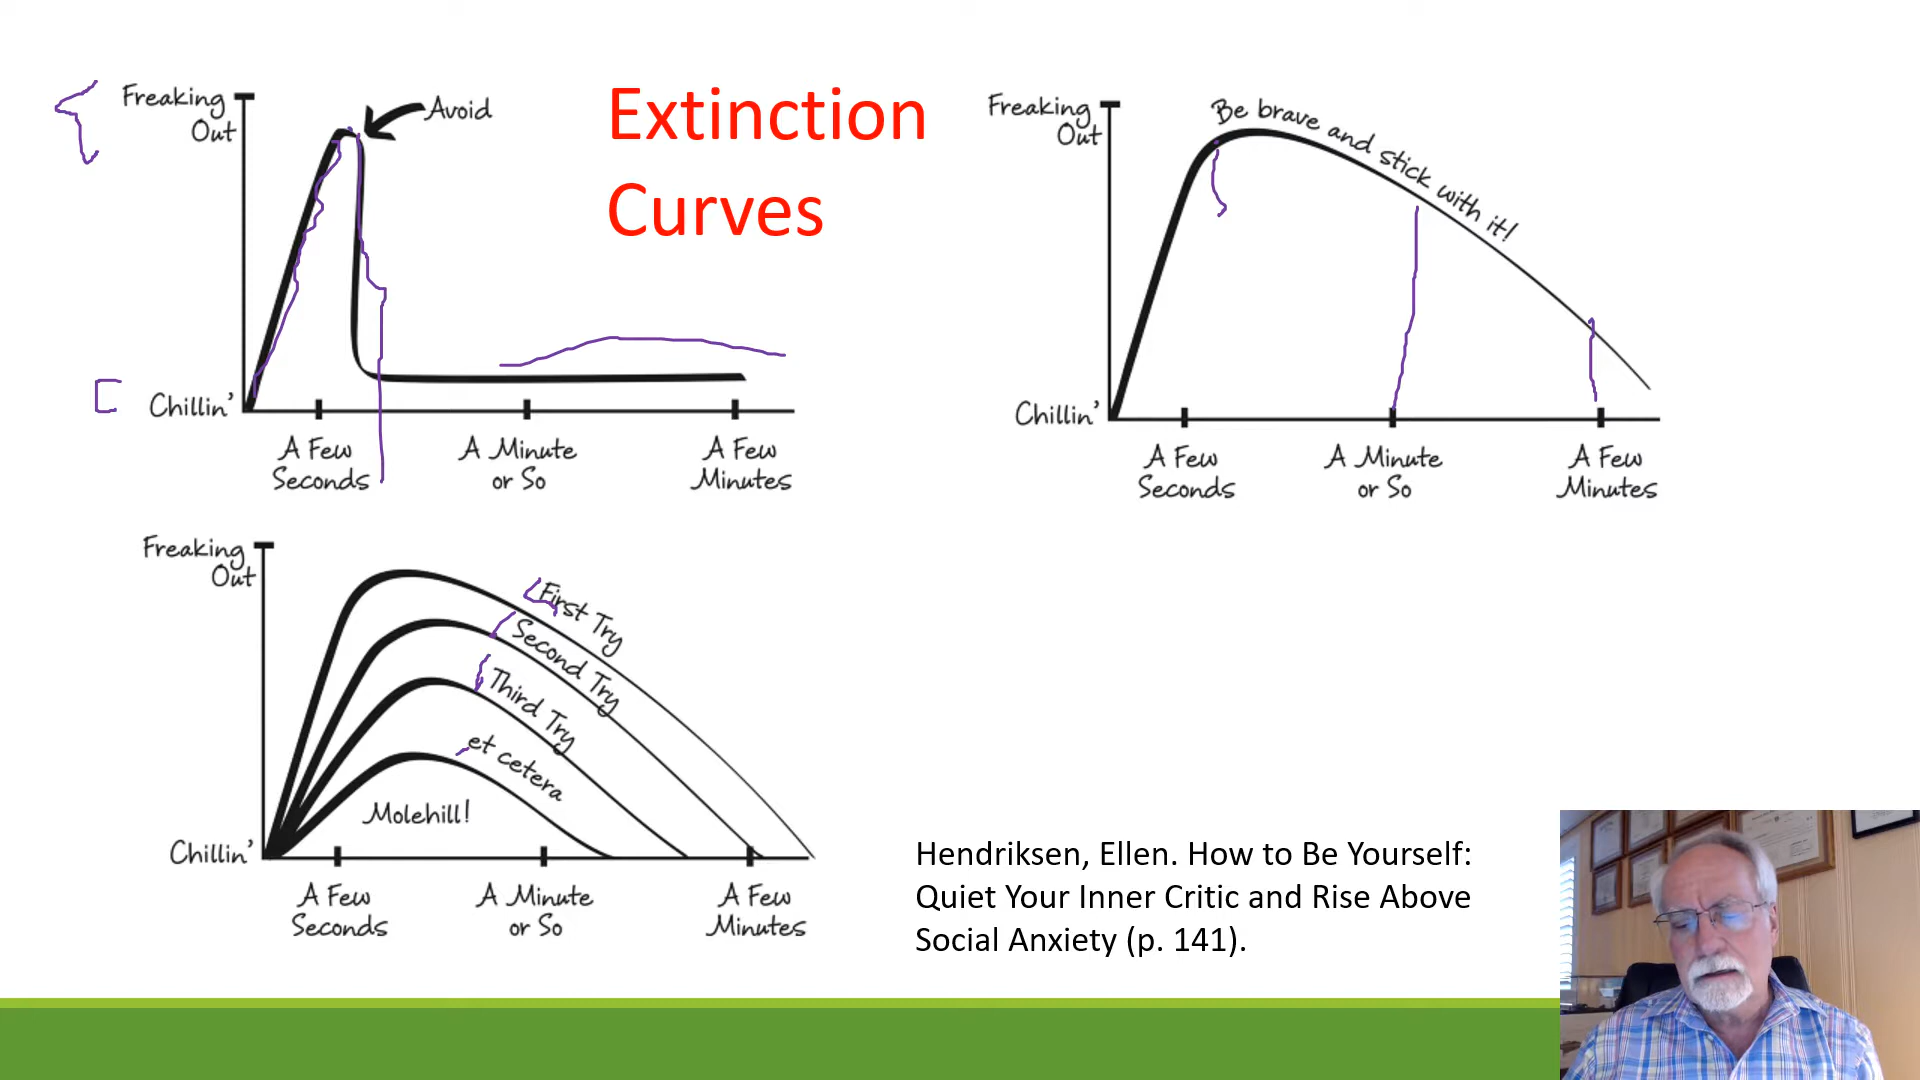 Extinction
Curves
Freaking
Out
Avoid
Chillin'
A Few
Seconds
A Minute
or So
A Few
Minutes
Freaking
Out
Be brave and stick with it!
Chillin'
A Few
Seconds
A Minute
or So
A Few
Minutes
Freaking
Out
First Try
Second Try
Third Try
et cetera
Molehill!
Chillin'
A Few
Seconds
A Minute
or So
A Few
Minutes
Hendriksen, Ellen. How to Be Yourself:
Quiet Your Inner Critic and Rise Above
Social Anxiety (p. 141).